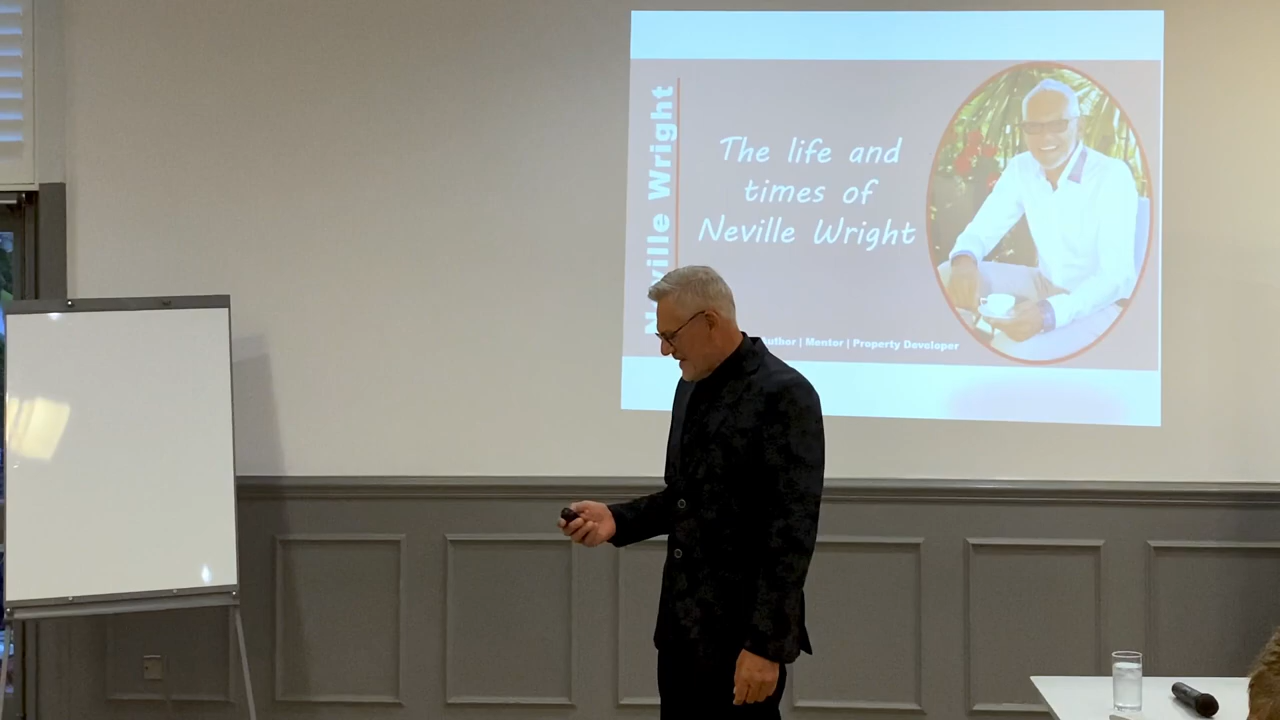 Neville Wright
The life and
times of
Neville Wright
Author | Mentor | Property Developer